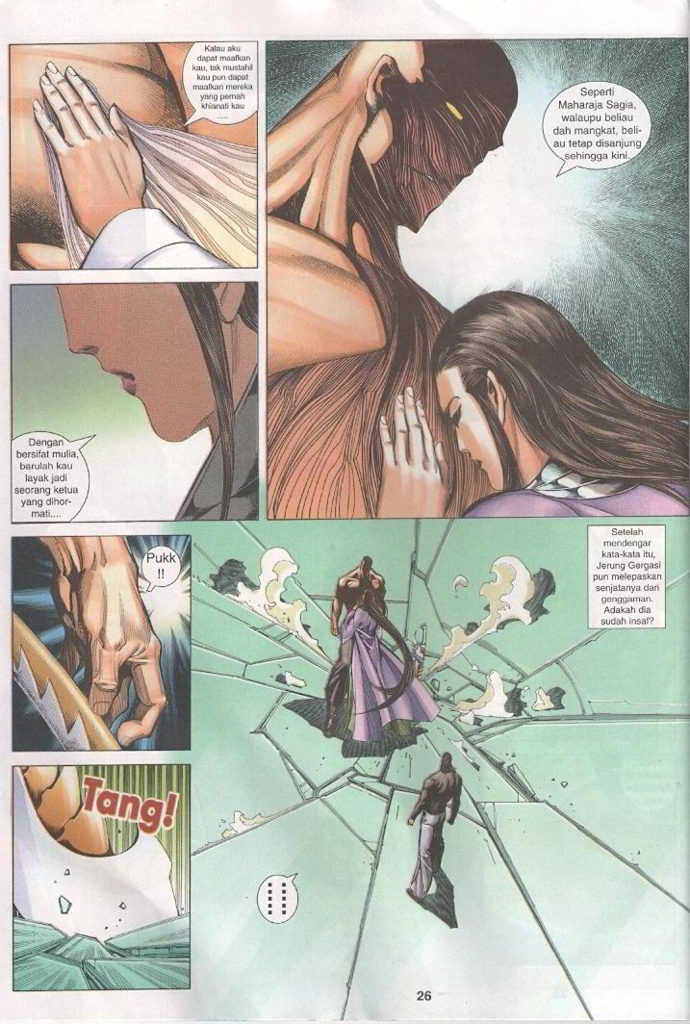 Kalau aku
dapat maafkan
kau, tak mustahil
kau pun dapat
maafkan mereka
yang pernah
khianati kau
.....
Seperti
Maharaja Sagia,
walaupu beliau
dah mangkat, beli-
au tetap disanjung
sehingga kini.
Dengan
bersifat mulia,
barulah kau
layak jadi
seorang ketua
yang dihor-
mati....
Pukk
!!
Setelah
mendengar
kata-kata itu,
Jerung Gergasi
pun melepaskan
senjatanya dari
genggaman.
Adakah dia
sudah insaf?
Tang!
26